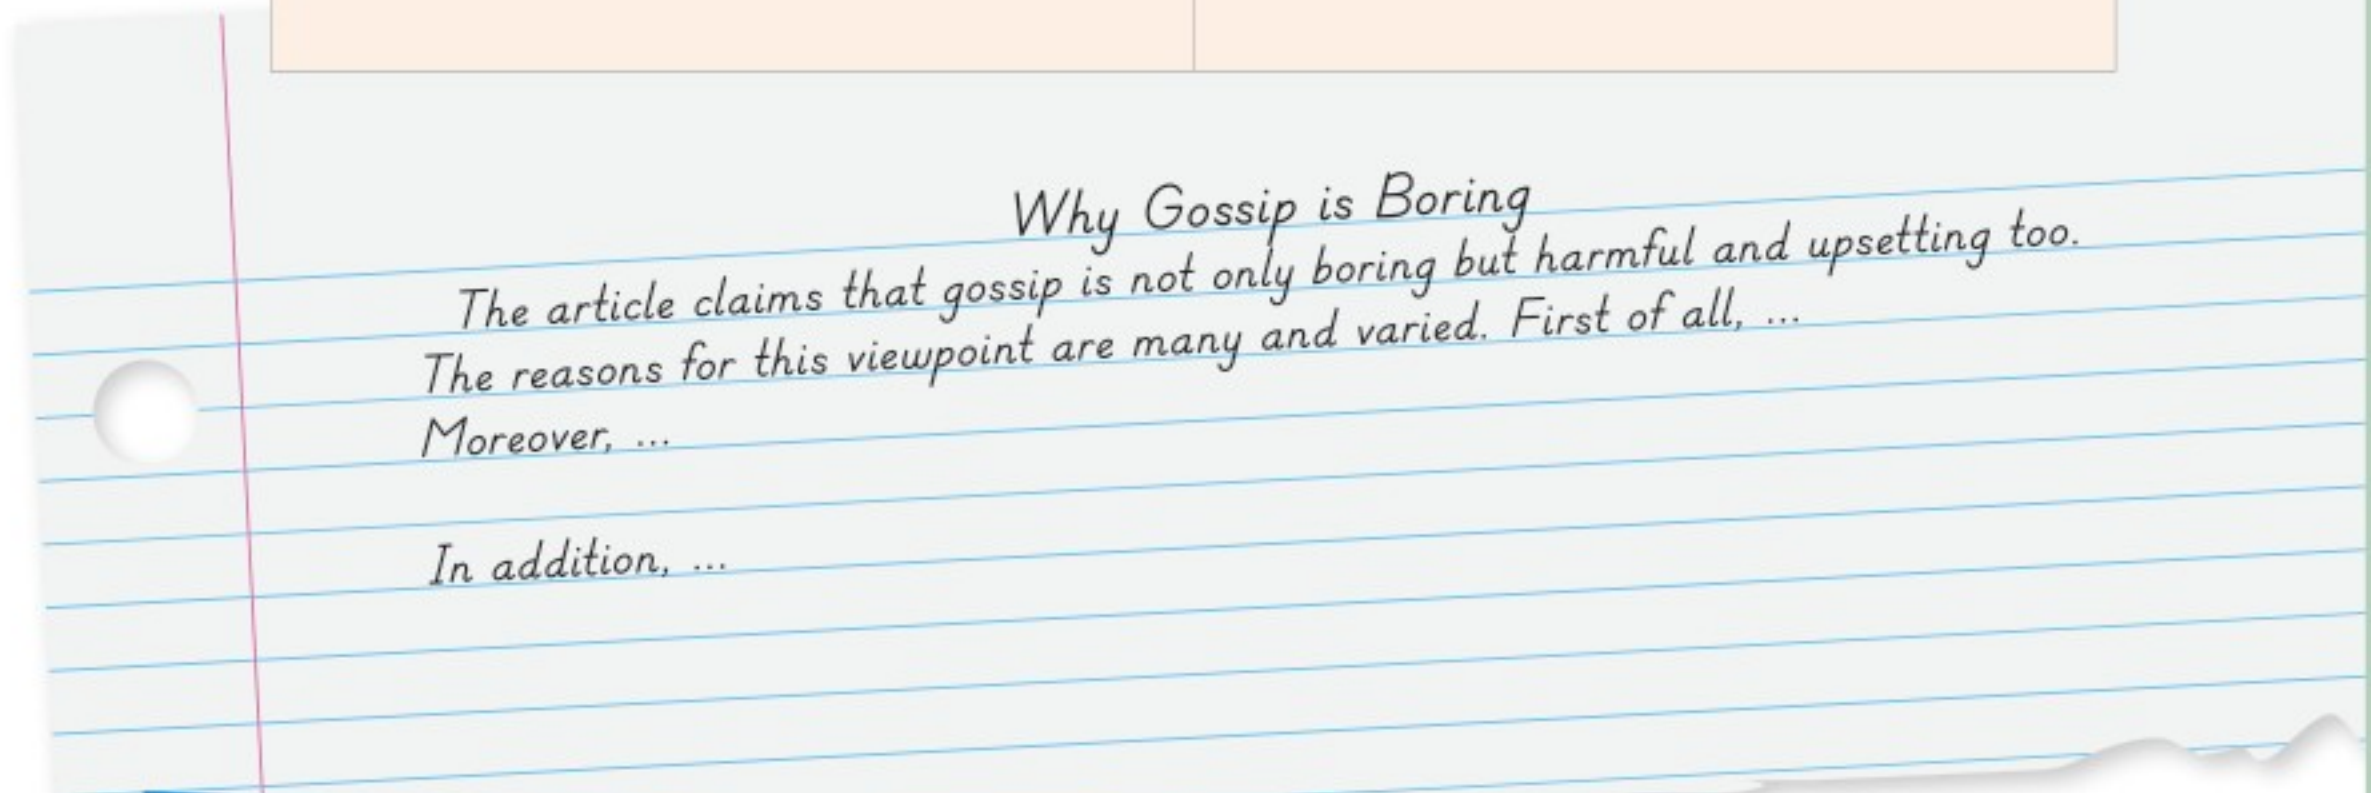 Why Gossip is Boring
The article claims that gossip is not only boring but harmful and upsetting too.
The reasons for this viewpoint are many and varied. First of all, ...
Moreover, ...
In addition, ...